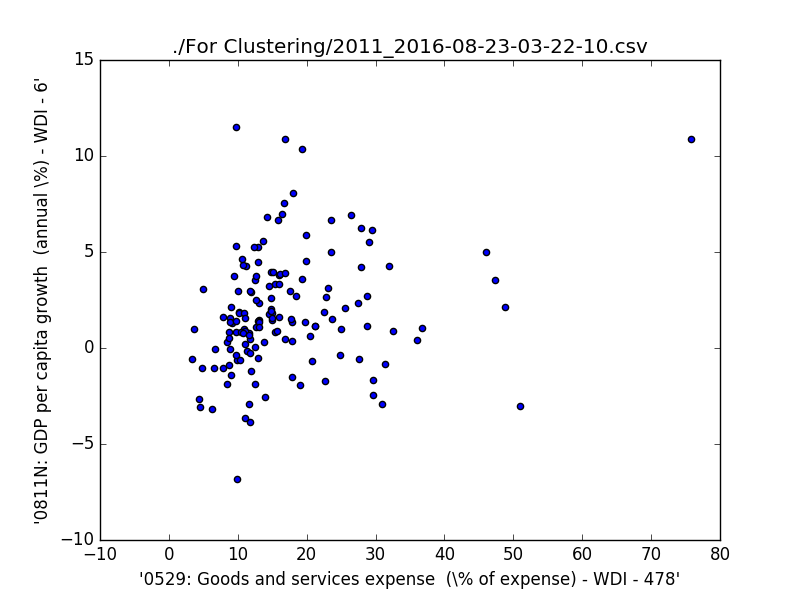 ./For Clustering/2011_2016-08-23-03-22-10.csv
'0811N: GDP per capita growth  (annual \%) - WDI - 6'
15
10
5
0
−5
−10
−10 0 10 20 30 40 50 60 70 80
'0529: Goods and services expense  (\% of expense) - WDI - 478'